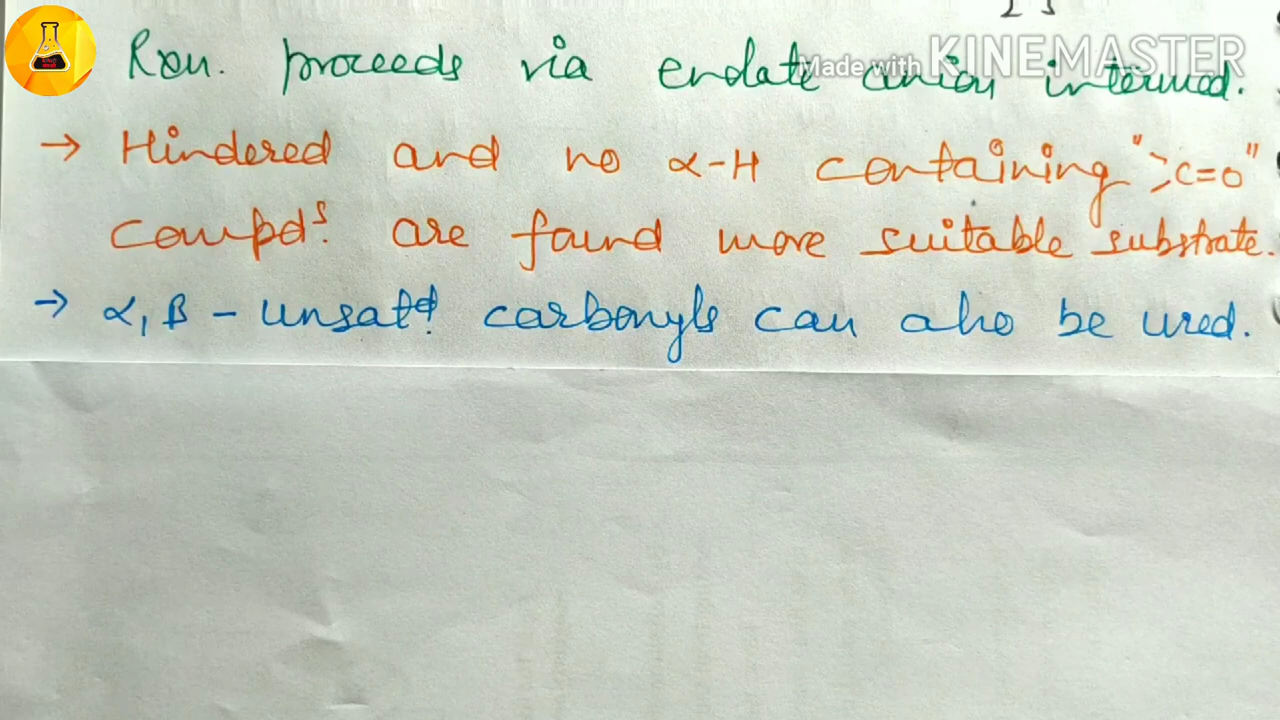 Rxn. proceeds via enolate anion intermed.
Made with KINEMASTER
→ Hindered and no α-H containing ">C=O"
Compds. are found more suitable substrate.
→ α, β - unsatd. carbonyls can also be used.